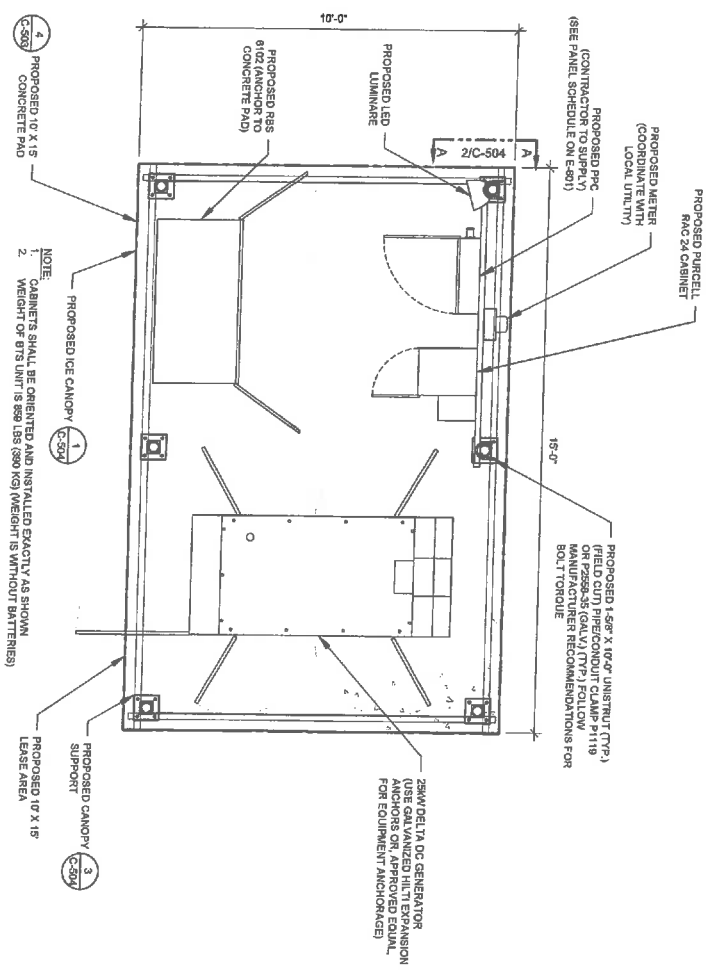 PROPOSED PURCELL
RAC 24 CABINET
PROPOSED METER
(COORDINATE WITH
LOCAL UTILITY)
PROPOSED PPC
(CONTRACTOR TO SUPPLY)
(SEE PANEL SCHEDULE ON E-601)
PROPOSED LED
LUMINARE
PROPOSED RBS
6102 (ANCHOR TO
CONCRETE PAD)
10'-0"
15'-0"
A
2/C-504
A
PROPOSED 1-5/8" X 10'-0" UNISTRUT (TYP.)
(FIELD CUT) PIPE/CONDUIT CLAMP P1119
OR P2558-35 (GALV.) (TYP.) FOLLOW
MANUFACTURER RECOMMENDATIONS FOR
BOLT TORQUE
25KW DELTA DC GENERATOR
(USE GALVANIZED HILTI EXPANSION
ANCHORS OR, APPROVED EQUAL,
FOR EQUIPMENT ANCHORAGE)
4
C-503
PROPOSED 10' X 15'
CONCRETE PAD
PROPOSED ICE CANOPY
1
C-504
PROPOSED CANOPY
SUPPORT
3
C-504
PROPOSED 10' X 15'
LEASE AREA
NOTE:
1. CABINETS SHALL BE ORIENTED AND INSTALLED EXACTLY AS SHOWN
2. WEIGHT OF BTS UNIT IS 859 LBS (390 KG) (WEIGHT IS WITHOUT BATTERIES)